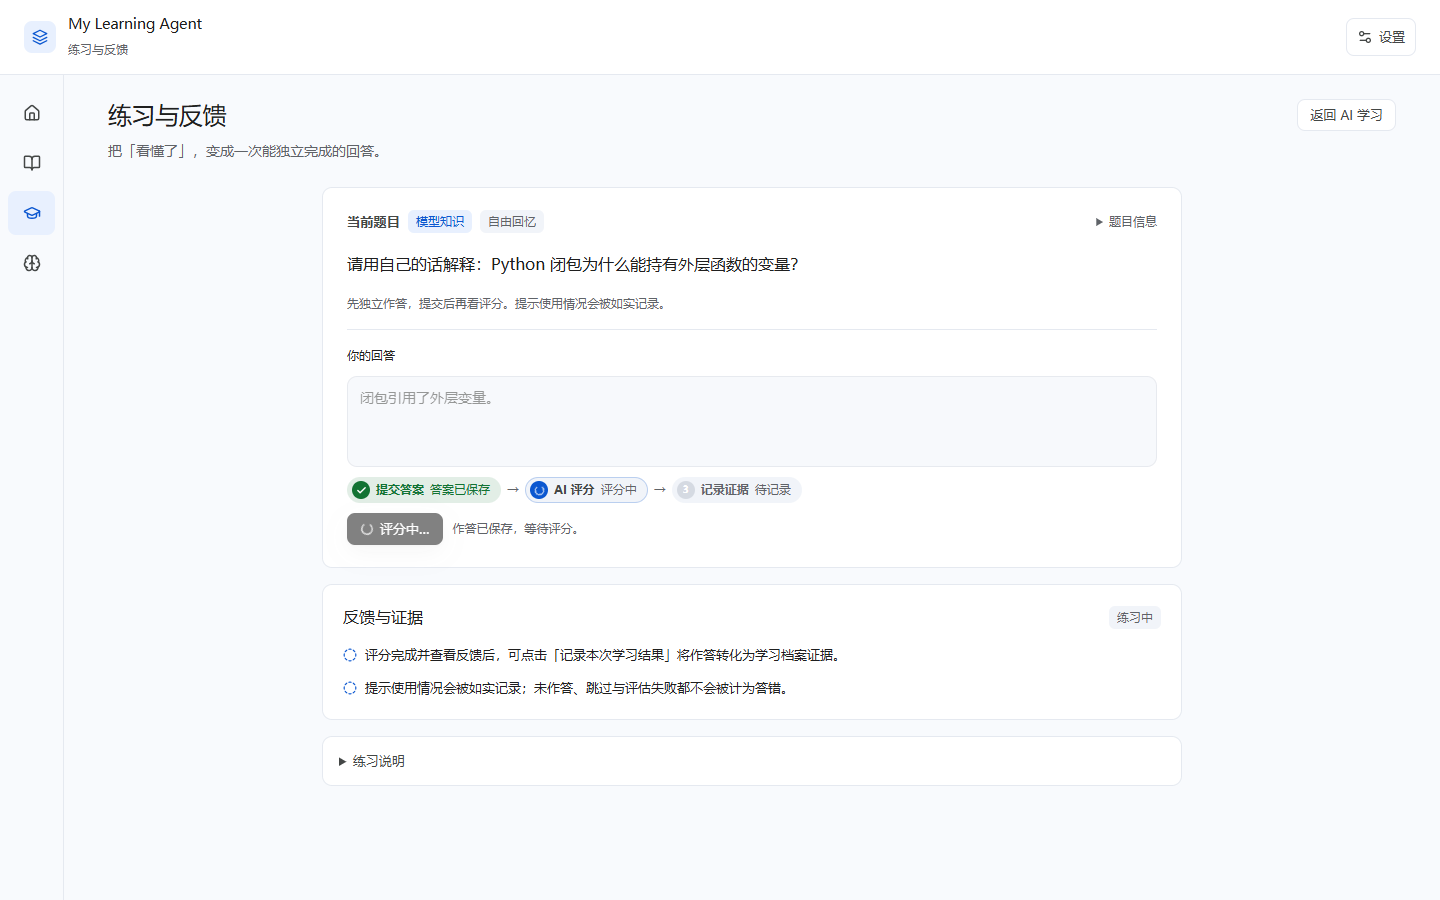 My Learning Agent
练习与反馈
设置
练习与反馈
返回 AI 学习
把「看懂了」，变成一次能独立完成的回答。
当前题目 模型知识 自由回忆
题目信息
请用自己的话解释：Python 闭包为什么能持有外层函数的变量？
先独立作答，提交后再看评分。提示使用情况会被如实记录。
你的回答
闭包引用了外层变量。
提交答案 答案已保存 → AI 评分 评分中 → 3 记录证据 待记录
评分中... 作答已保存，等待评分。
反馈与证据
练习中
评分完成并查看反馈后，可点击「记录本次学习结果」将作答转化为学习档案证据。
提示使用情况会被如实记录；未作答、跳过与评估失败都不会被计为答错。
练习说明